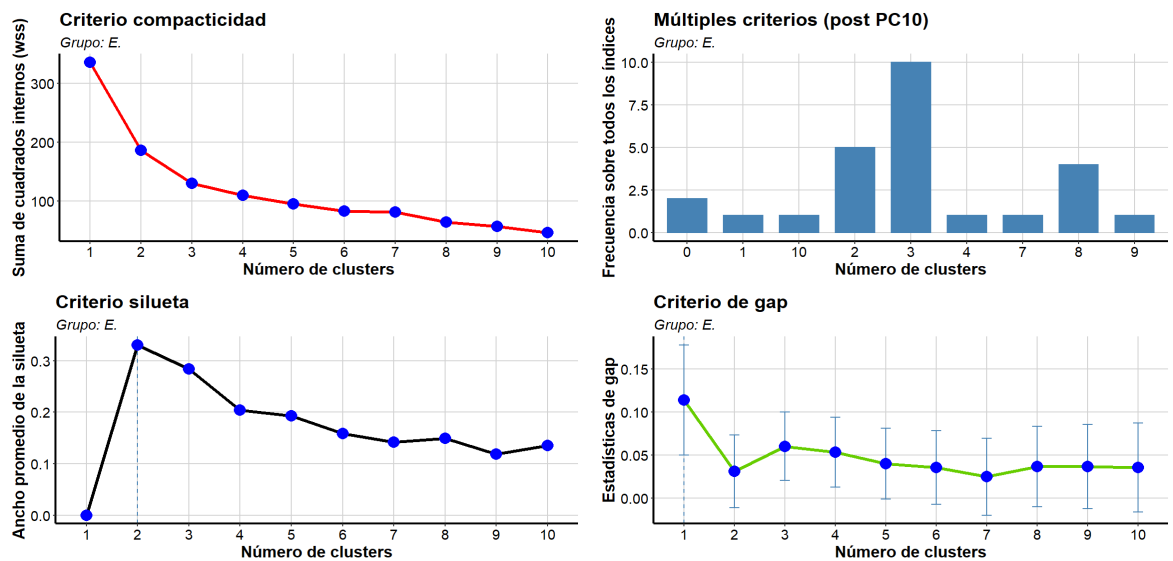 Criterio compacticidad
Grupo: E.
Suma de cuadrados internos (wss)
300
200
100
1 2 3 4 5 6 7 8 9 10
Número de clusters
Múltiples criterios (post PC10)
Grupo: E.
Frecuencia sobre todos los índices
10.0
7.5
5.0
2.5
0.0
0 1 10 2 3 4 7 8 9
Número de clusters
Criterio silueta
Grupo: E.
Ancho promedio de la silueta
0.3
0.2
0.1
0.0
1 2 3 4 5 6 7 8 9 10
Número de clusters
Criterio de gap
Grupo: E.
Estadísticas de gap
0.15
0.10
0.05
0.00
1 2 3 4 5 6 7 8 9 10
Número de clusters